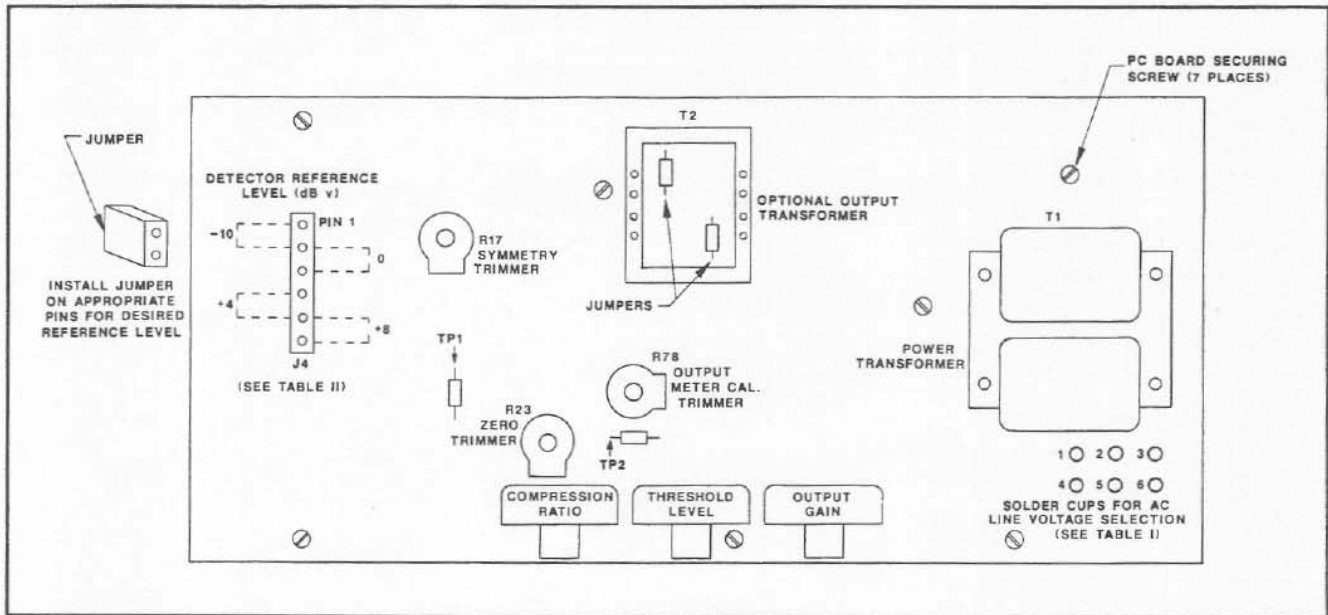 PC BOARD SECURING
SCREW (7 PLACES)
JUMPER
DETECTOR REFERENCE
LEVEL (dB v)
PIN 1
-10
0
+4
+8
J4
(SEE TABLE II)
INSTALL JUMPER
ON APPROPRIATE
PINS FOR DESIRED
REFERENCE LEVEL
R17
SYMMETRY
TRIMMER
T2
OPTIONAL OUTPUT
TRANSFORMER
JUMPERS
T1
POWER
TRANSFORMER
TP1
R78
OUTPUT
METER CAL.
TRIMMER
R23
ZERO
TRIMMER
TP2
COMPRESSION
RATIO
THRESHOLD
LEVEL
OUTPUT
GAIN
1 2 3
4 5 6
SOLDER CUPS FOR AC
LINE VOLTAGE SELECTION
(SEE TABLE I)